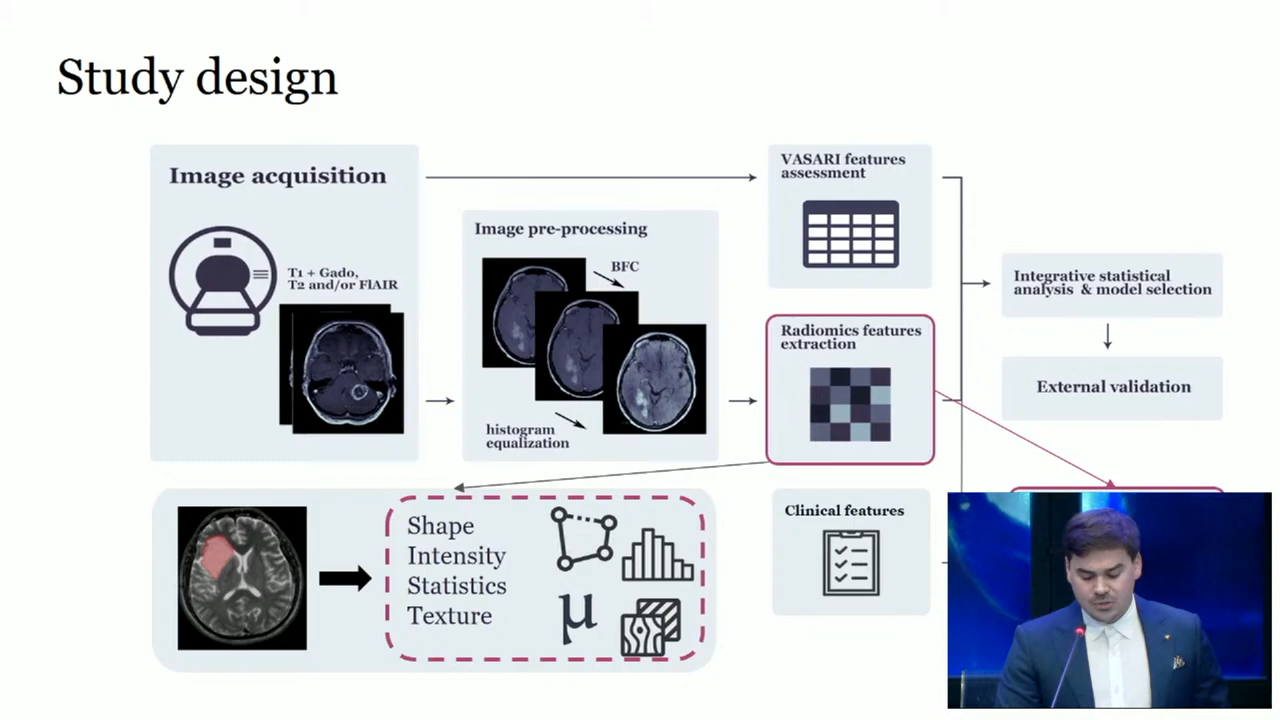 Study design
Image acquisition
T1 + Gado,
T2 and/or FlAIR
Image pre-processing
BFC
histogram
equalization
VASARI features
assessment
Radiomics features
extraction
Clinical features
Integrative statistical
analysis & model selection
External validation
Shape
Intensity
Statistics
Texture
μ